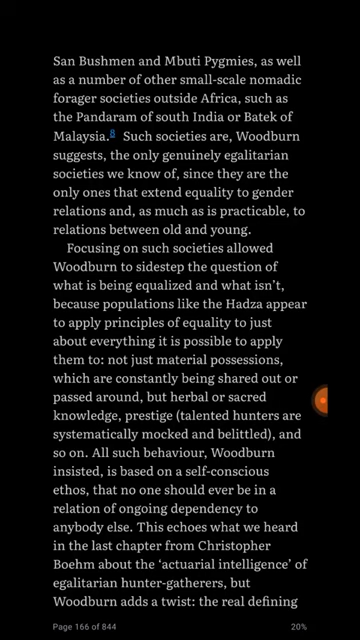 San Bushmen and Mbuti Pygmies, as well
as a number of other small-scale nomadic
forager societies outside Africa, such as
the Pandaram of south India or Batek of
Malaysia.8 Such societies are, Woodburn
suggests, the only genuinely egalitarian
societies we know of, since they are the
only ones that extend equality to gender
relations and, as much as is practicable, to
relations between old and young.
Focusing on such societies allowed
Woodburn to sidestep the question of
what is being equalized and what isn't,
because populations like the Hadza appear
to apply principles of equality to just
about everything it is possible to apply
them to: not just material possessions,
which are constantly being shared out or
passed around, but herbal or sacred
knowledge, prestige (talented hunters are
systematically mocked and belittled), and
so on. All such behaviour, Woodburn
insisted, is based on a self-conscious
ethos, that no one should ever be in a
relation of ongoing dependency to
anybody else. This echoes what we heard
in the last chapter from Christopher
Boehm about the ‘actuarial intelligence’ of
egalitarian hunter-gatherers, but
Woodburn adds a twist: the real defining
Page 166 of 844 20%